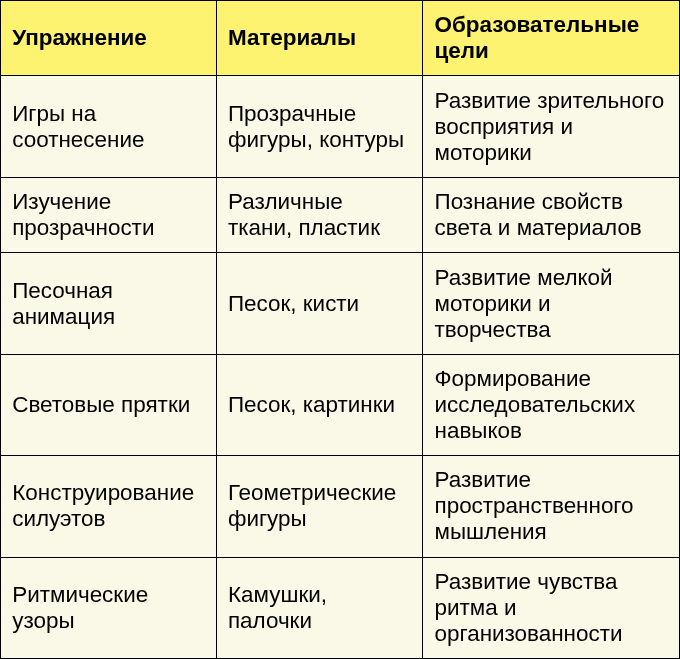 Упражнение
Материалы
Образовательные
цели
Игры на
соотнесение
Прозрачные
фигуры, контуры
Развитие зрительного
восприятия и
моторики
Изучение
прозрачности
Различные
ткани, пластик
Познание свойств
света и материалов
Песочная
анимация
Песок, кисти
Развитие мелкой
моторики и
творчества
Световые прятки
Песок, картинки
Формирование
исследовательских
навыков
Конструирование
силуэтов
Геометрические
фигуры
Развитие
пространственного
мышления
Ритмические
узоры
Камушки,
палочки
Развитие чувства
ритма и
организованности